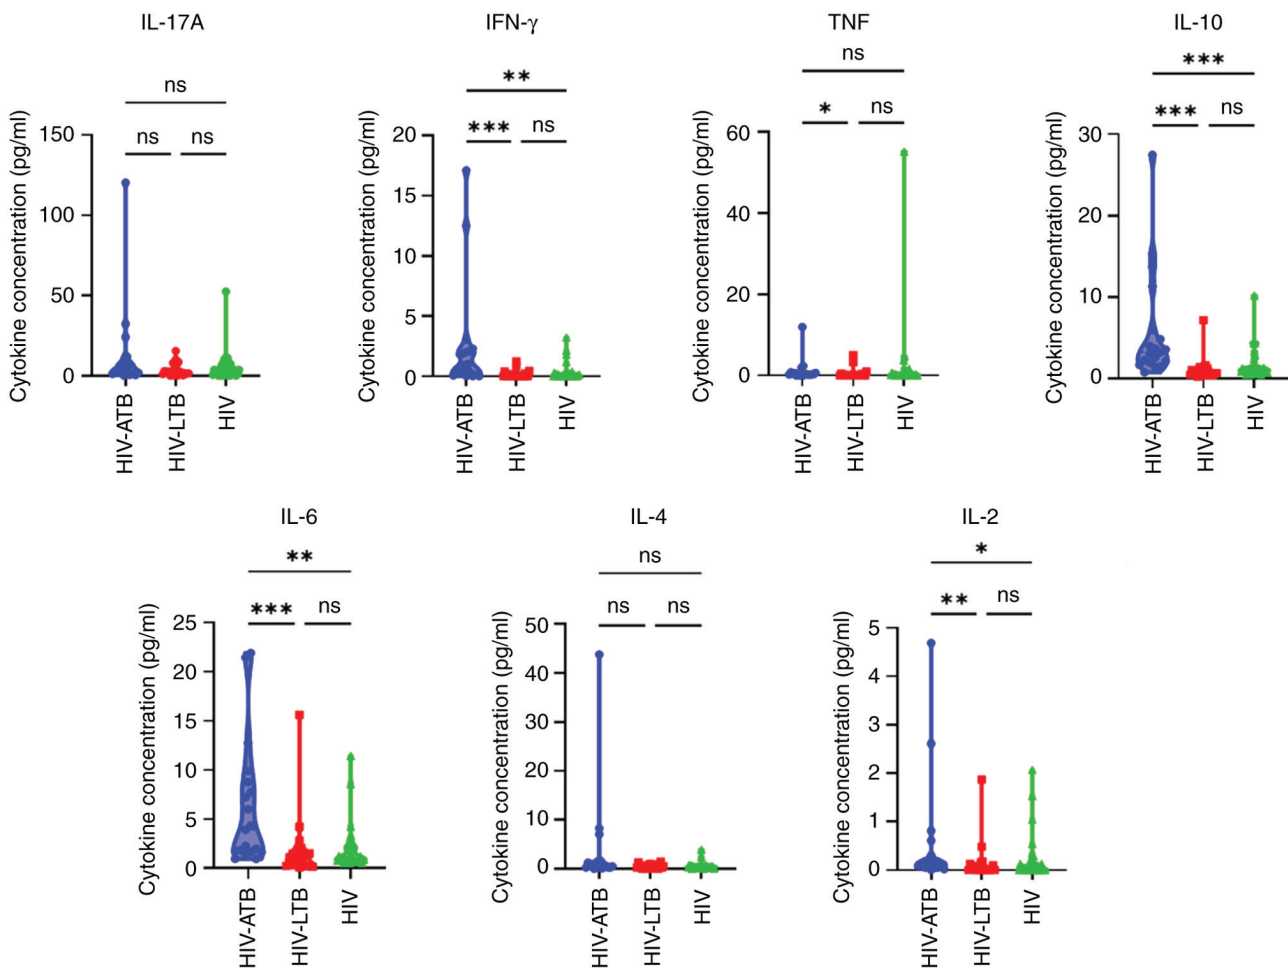 IL-17A
ns
ns
ns
Cytokine concentration (pg/ml)
150
100
50
0
HIV-ATB
HIV-LTB
HIV
IFN-γ
**
***
ns
Cytokine concentration (pg/ml)
20
15
10
5
0
HIV-ATB
HIV-LTB
HIV
TNF
ns
*
ns
Cytokine concentration (pg/ml)
60
40
20
0
HIV-ATB
HIV-LTB
HIV
IL-10
***
***
ns
Cytokine concentration (pg/ml)
30
20
10
0
HIV-ATB
HIV-LTB
HIV
IL-6
**
***
ns
Cytokine concentration (pg/ml)
25
20
15
10
5
0
HIV-ATB
HIV-LTB
HIV
IL-4
ns
ns
ns
Cytokine concentration (pg/ml)
50
40
30
20
10
0
HIV-ATB
HIV-LTB
HIV
IL-2
*
**
ns
Cytokine concentration (pg/ml)
5
4
3
2
1
0
HIV-ATB
HIV-LTB
HIV